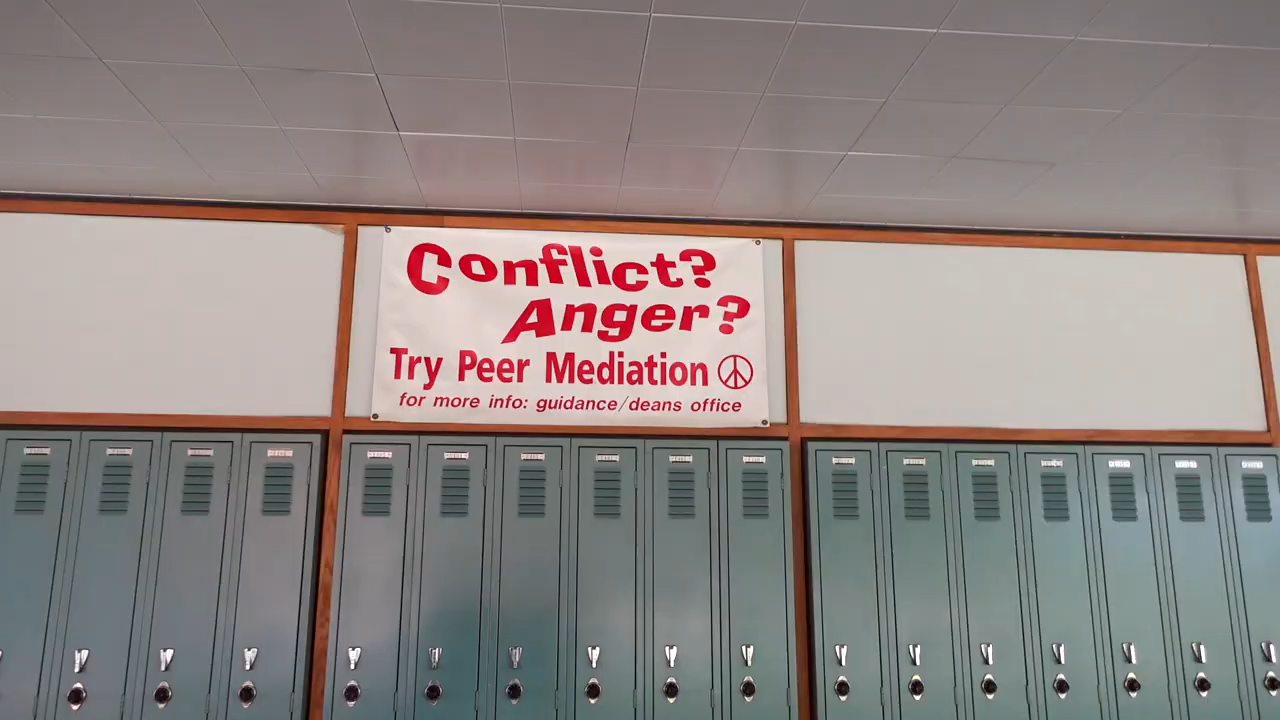 Conflict?
Anger?
Try Peer Mediation
for more info: guidance/deans office